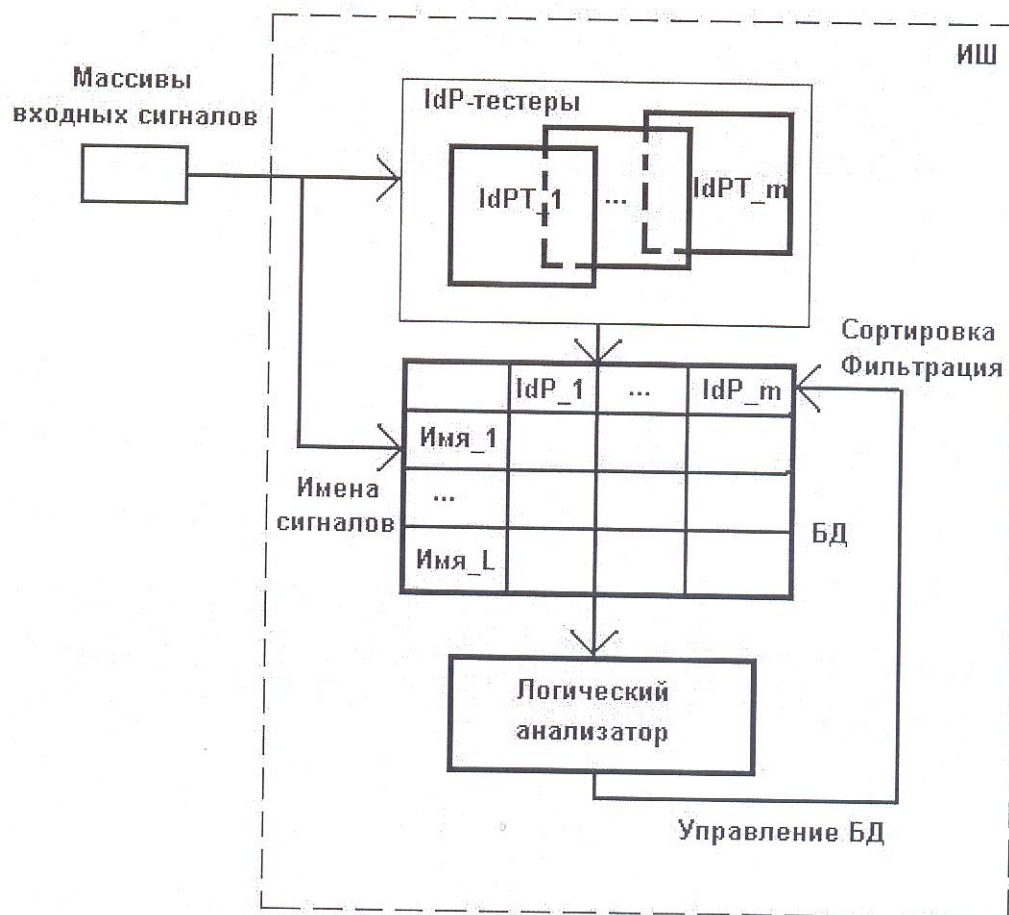 ИШ
Массивы
входных сигналов
IdP-тестеры
IdPT_1
...
IdPT_m
Сортировка
Фильтрация
IdP_1
...
IdP_m
Имя_1
...
Имя_L
Имена
сигналов
БД
Логический
анализатор
Управление БД